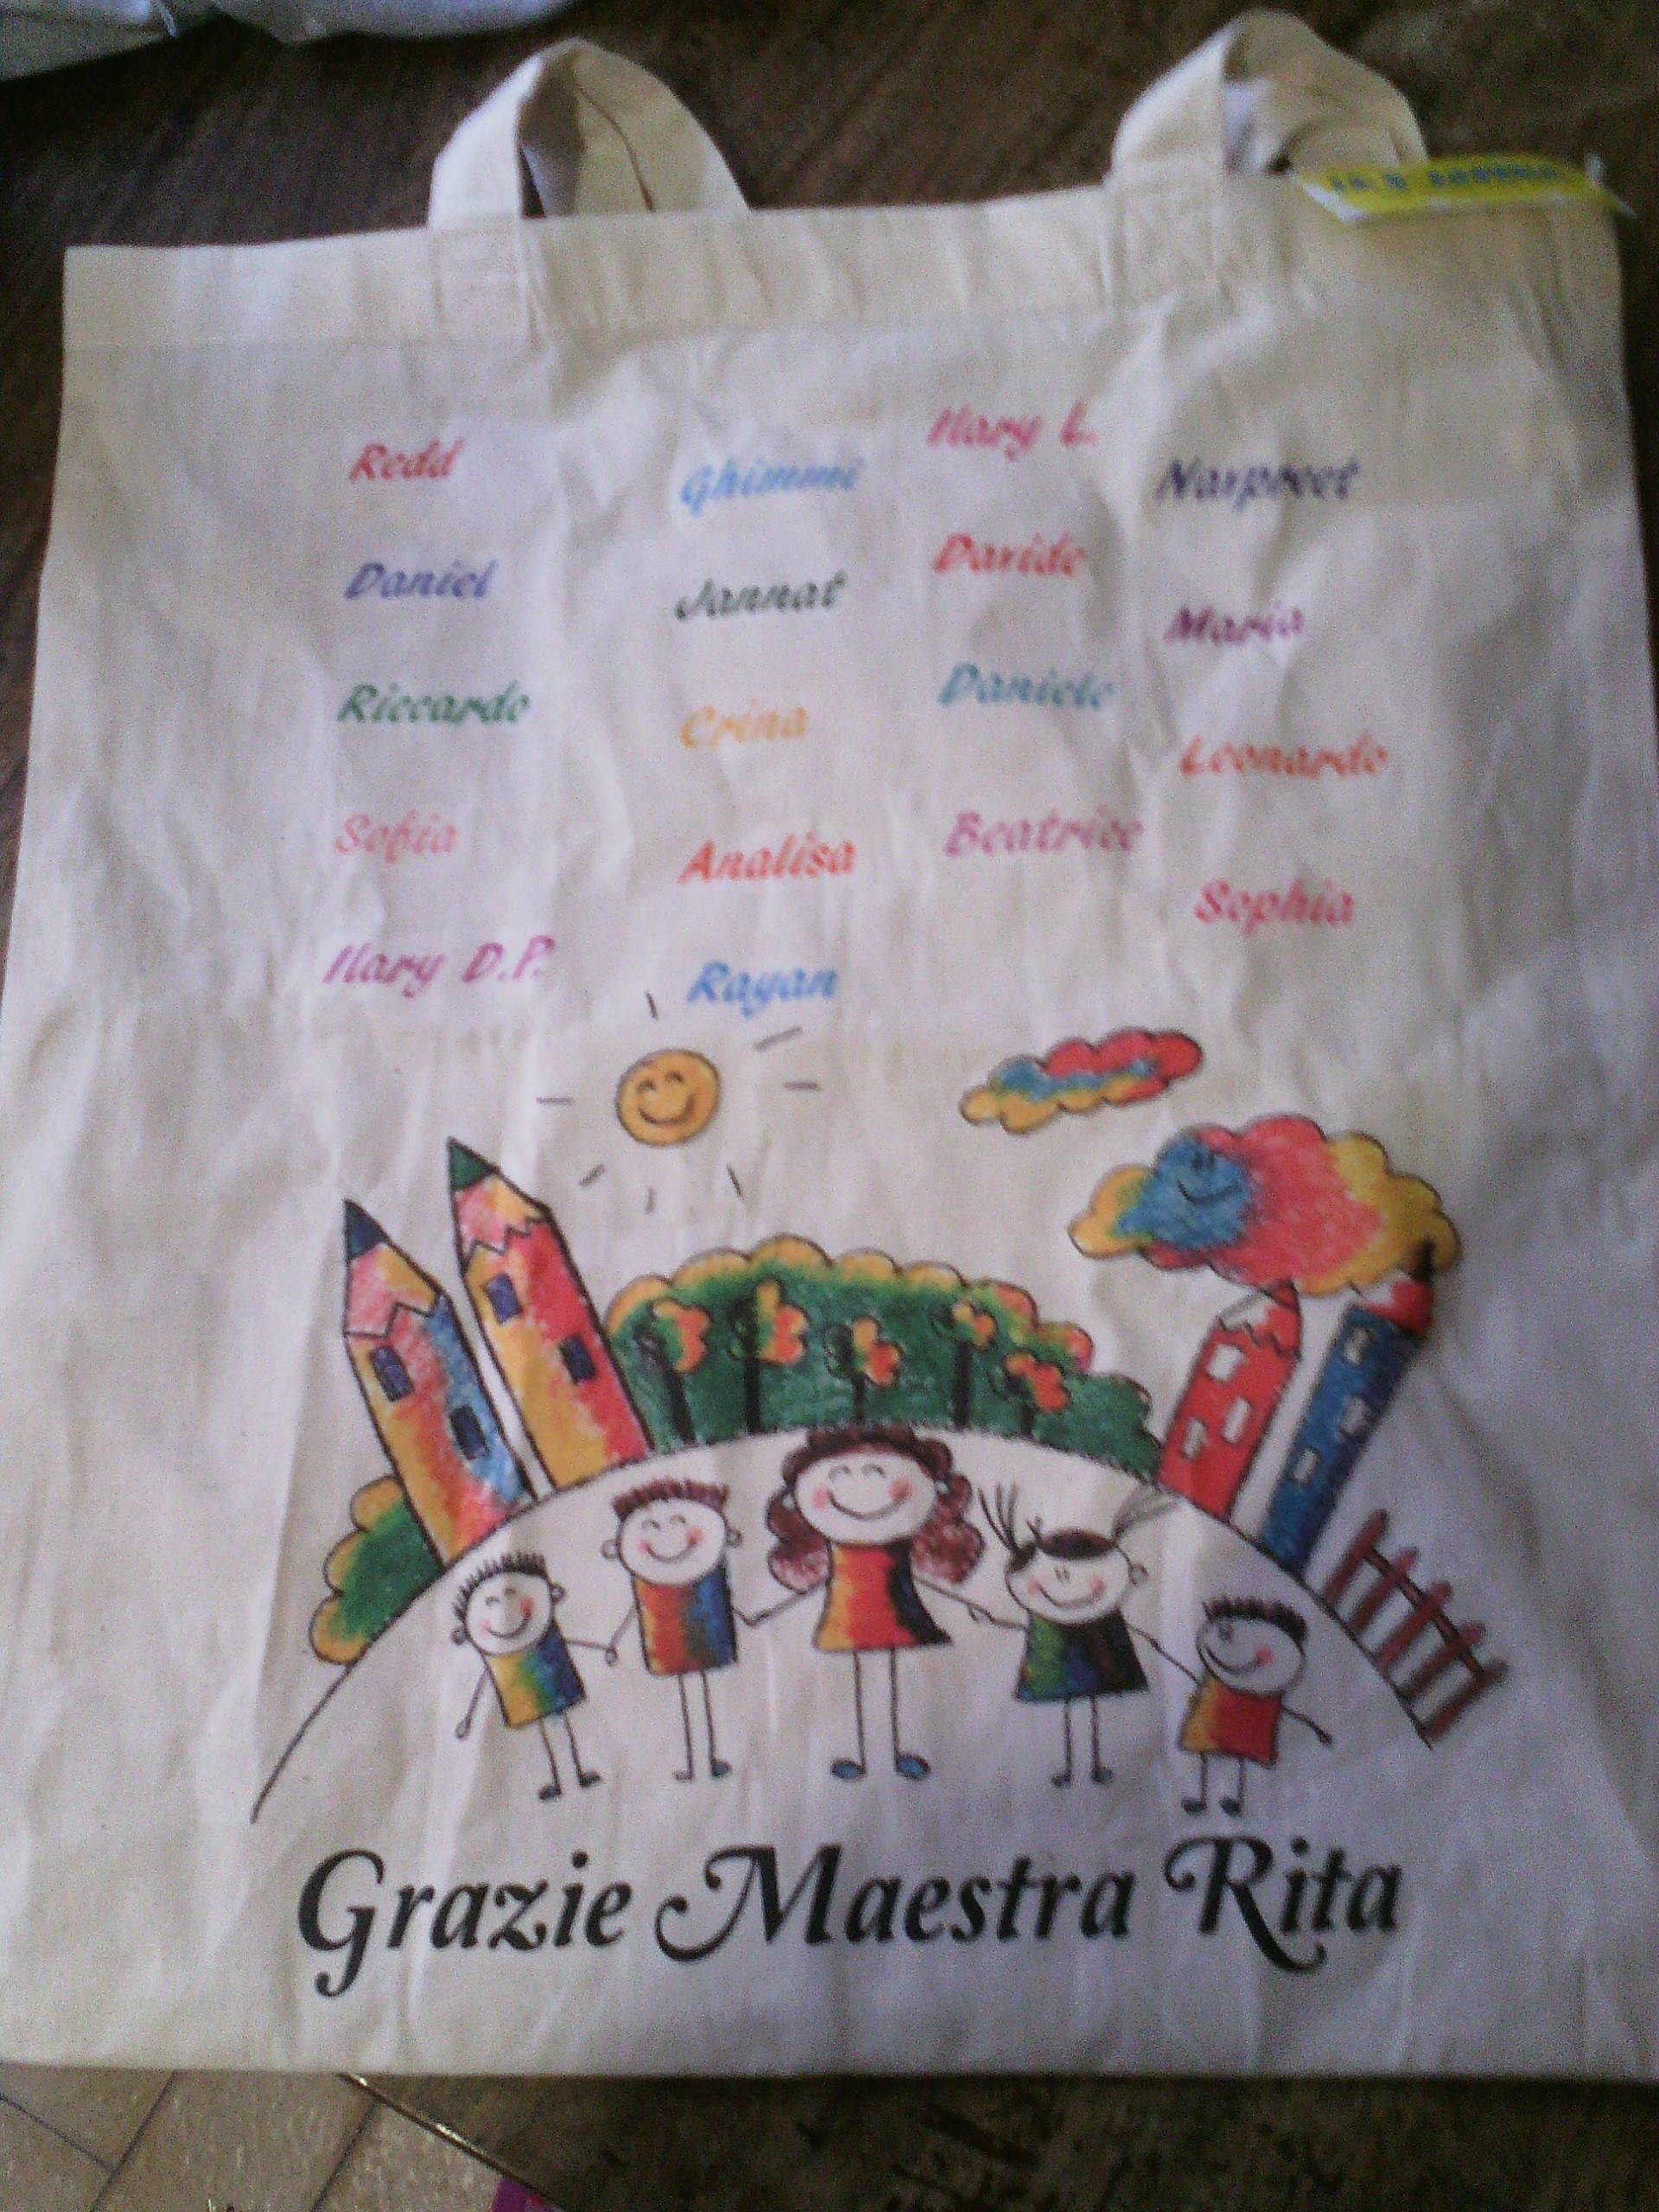 Redd
Daniel
Riccardo
Sofia
Ilary D.P.
Ghimmi
Jannat
Crina
Analisa
Rayan
Ilary L.
Davide
Daniele
Beatrice
Narpreet
Maria
Leonardo
Sophia
Grazie Maestra Rita